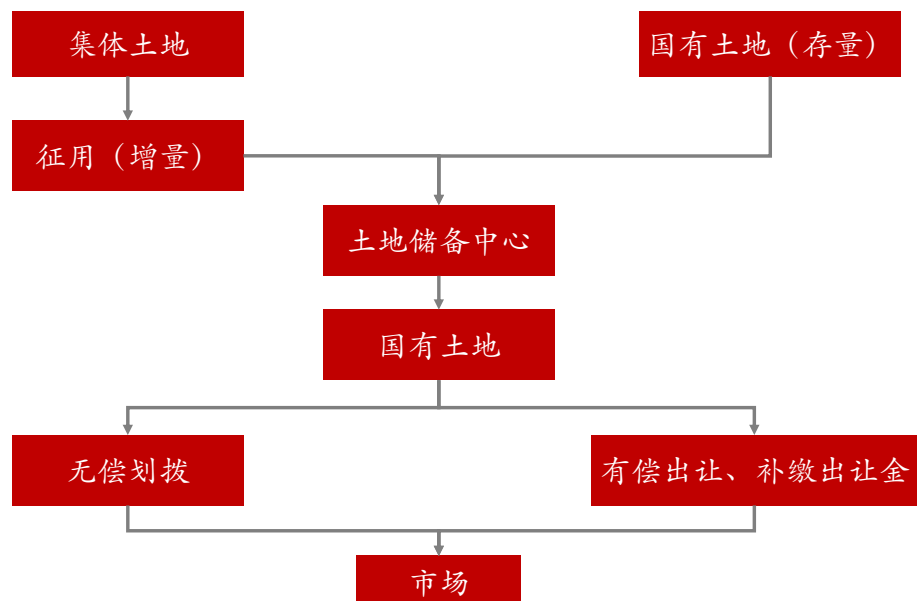 集体土地
国有土地（存量）
征用（增量）
土地储备中心
国有土地
无偿划拨
有偿出让、补缴出让金
市场